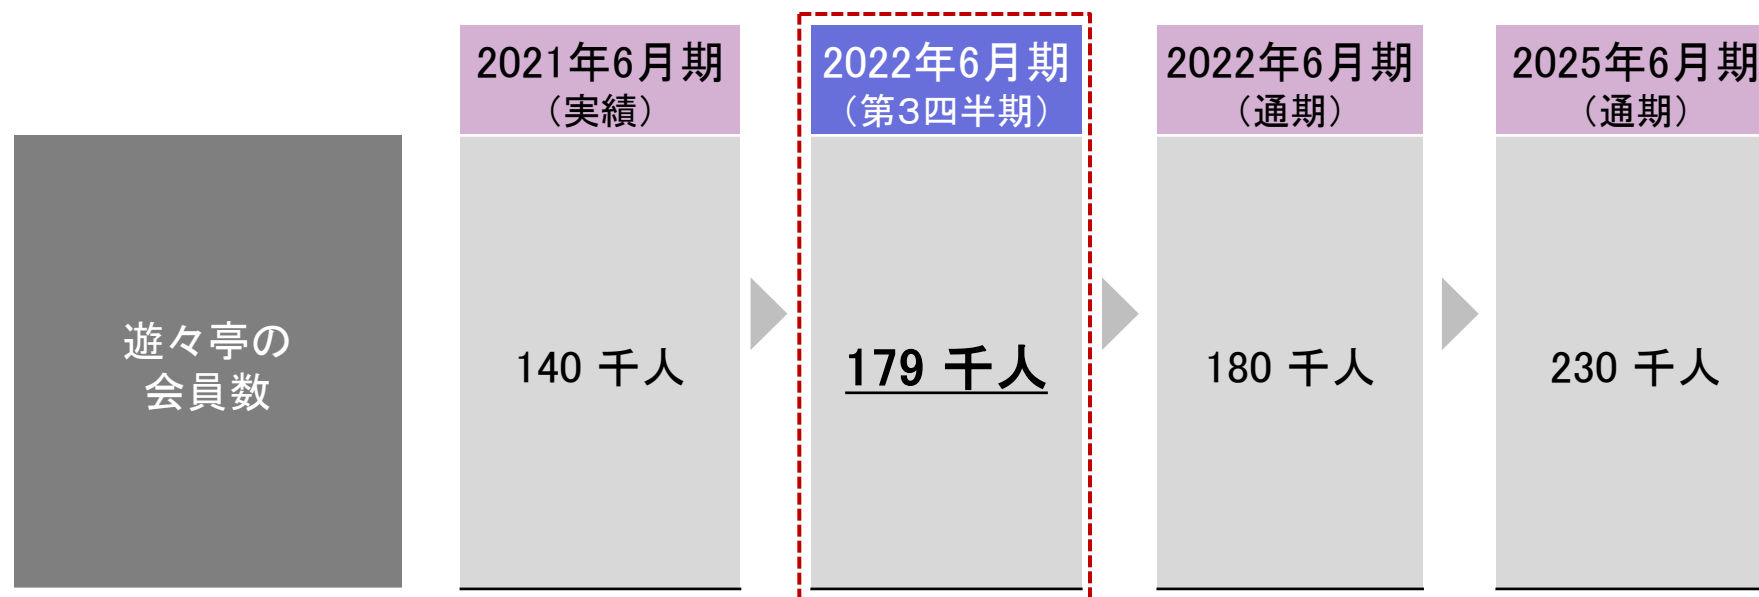 2021年6月期
（実績）
2022年6月期
（第３四半期）
2022年6月期
（通期）
2025年6月期
（通期）
遊々亭の
会員数
140 千人
179 千人
180 千人
230 千人